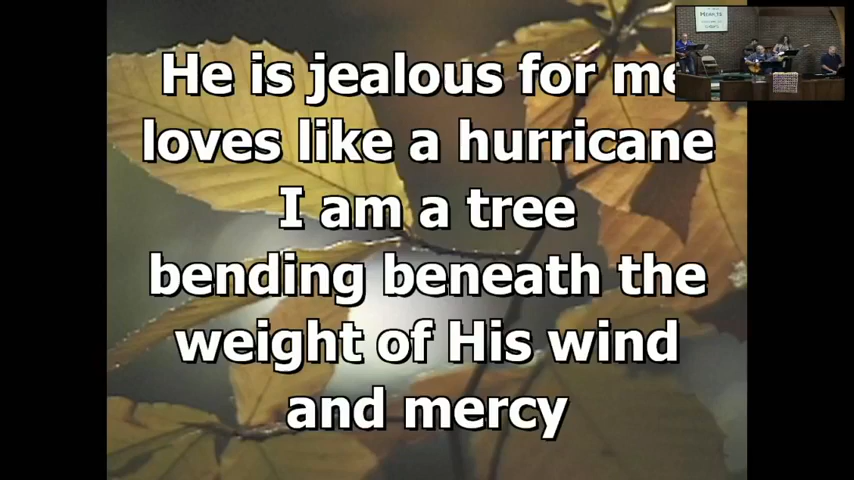 He is jealous for me
loves like a hurricane
I am a tree
bending beneath the
weight of His wind
and mercy